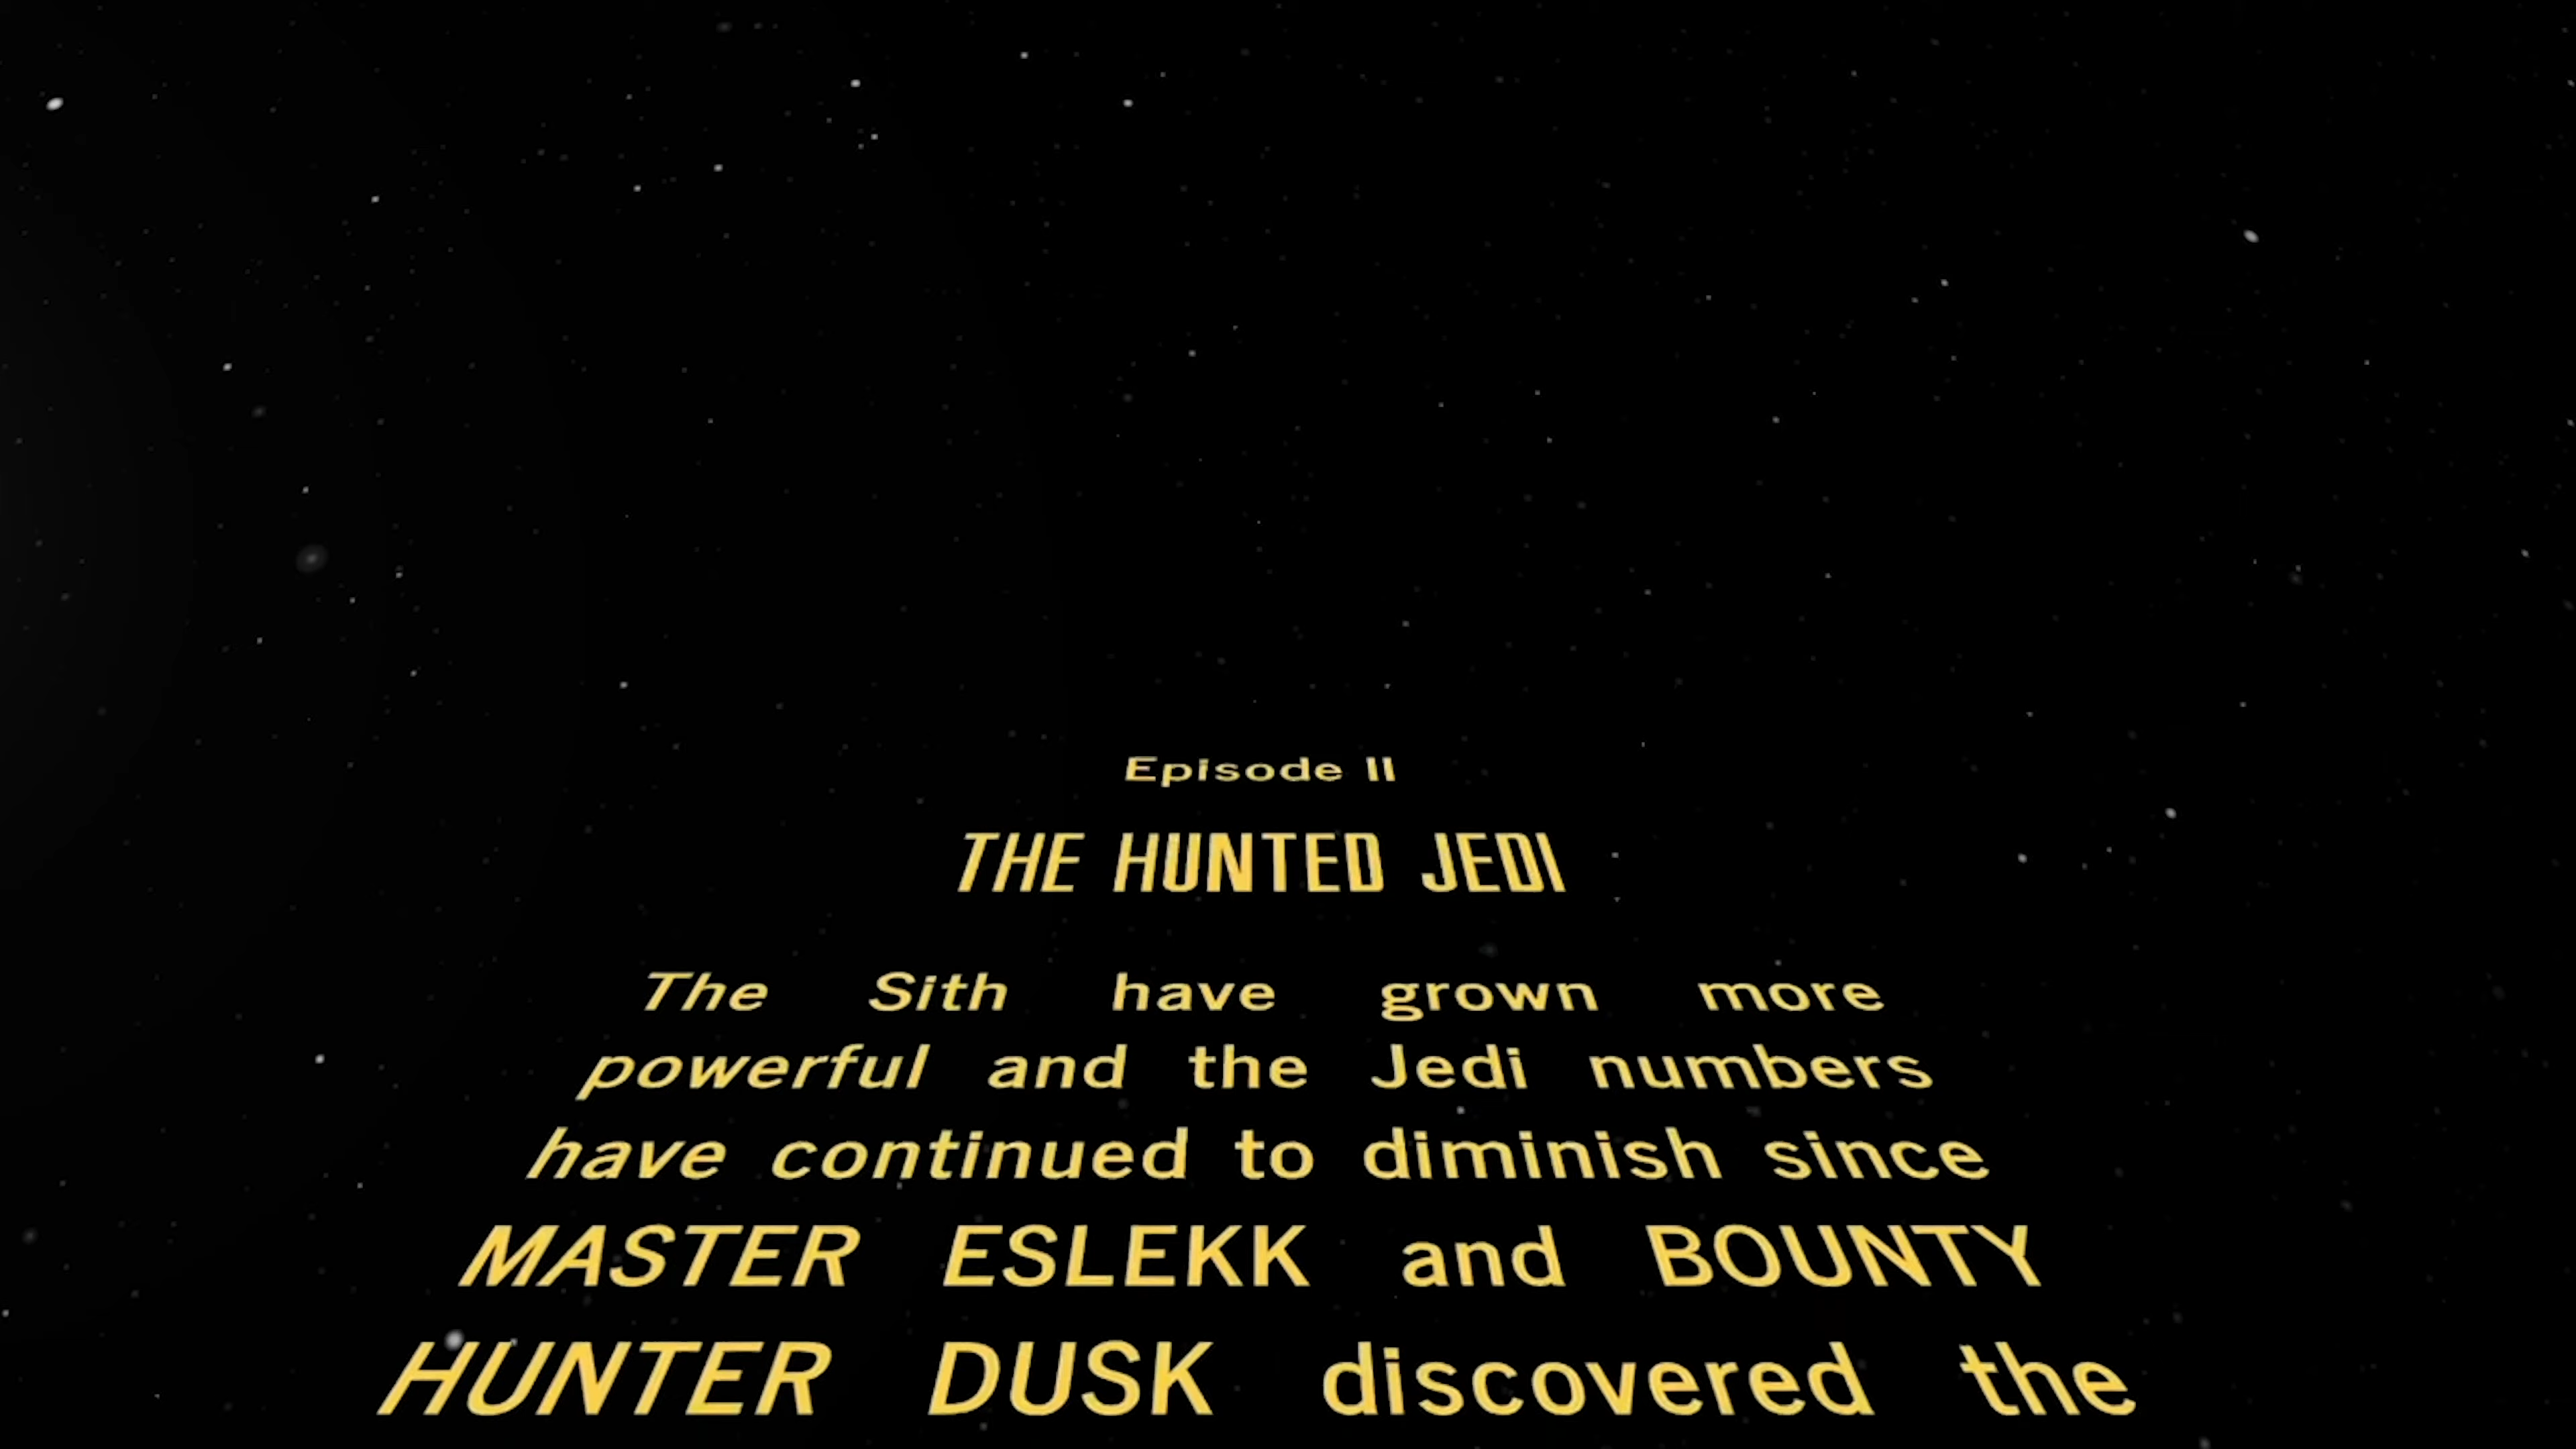 Episode II
THE HUNTED JEDI
The Sith have grown more
powerful and the Jedi numbers
have continued to diminish since
MASTER ESLEKK and BOUNTY
HUNTER DUSK discovered the